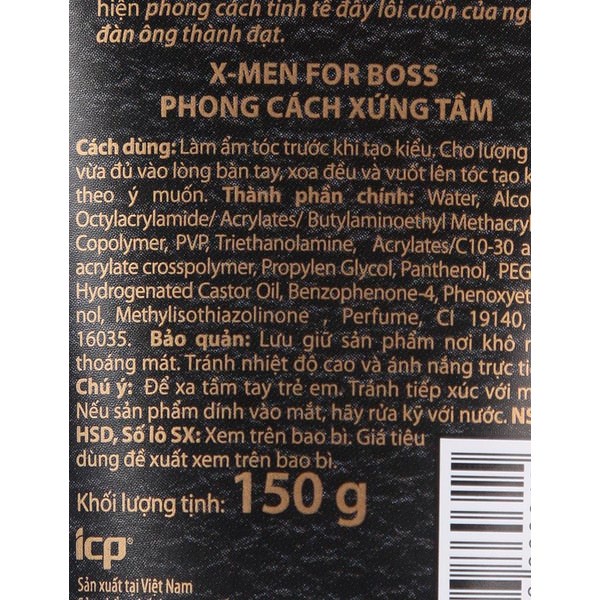 hiện phong cách tinh tế đầy lôi cuốn của
đàn ông thành đạt.
X-MEN FOR BOSS
PHONG CÁCH XỨNG TẦM
Cách dùng: Làm ẩm tóc trước khi tạo kiểu. Cho lượng
vừa đủ vào lòng bàn tay, xoa đều và vuốt lên tóc tạo
theo ý muốn. Thành phần chính: Water,
Octylacrylamide/ Acrylates/ Butylaminoethyl
Copolymer, PVP, Triethanolamine, Acrylates/C10-30
acrylate crosspolymer, Propylen Glycol, Panthenol,
Hydrogenated Castor Oil, Benzophenone-4,
nol, Methylisothiazolinone , Perfume, CI 19140,
16035. Bảo quản: Lưu giữ sản phẩm nơi khô
thoáng mát. Tránh nhiệt độ cao và ánh nắng trực
Chú ý: Để xa tầm tay trẻ em. Tránh tiếp xúc với
Nếu sản phẩm dính vào mắt, hãy rửa kỹ với nước.
HSD, Số lô SX: Xem trên bao bì. Giá tiêu
dùng đề xuất xem trên bao bì.
Khối lượng tịnh: 150 g
icp®
Sản xuất tại Việt Nam